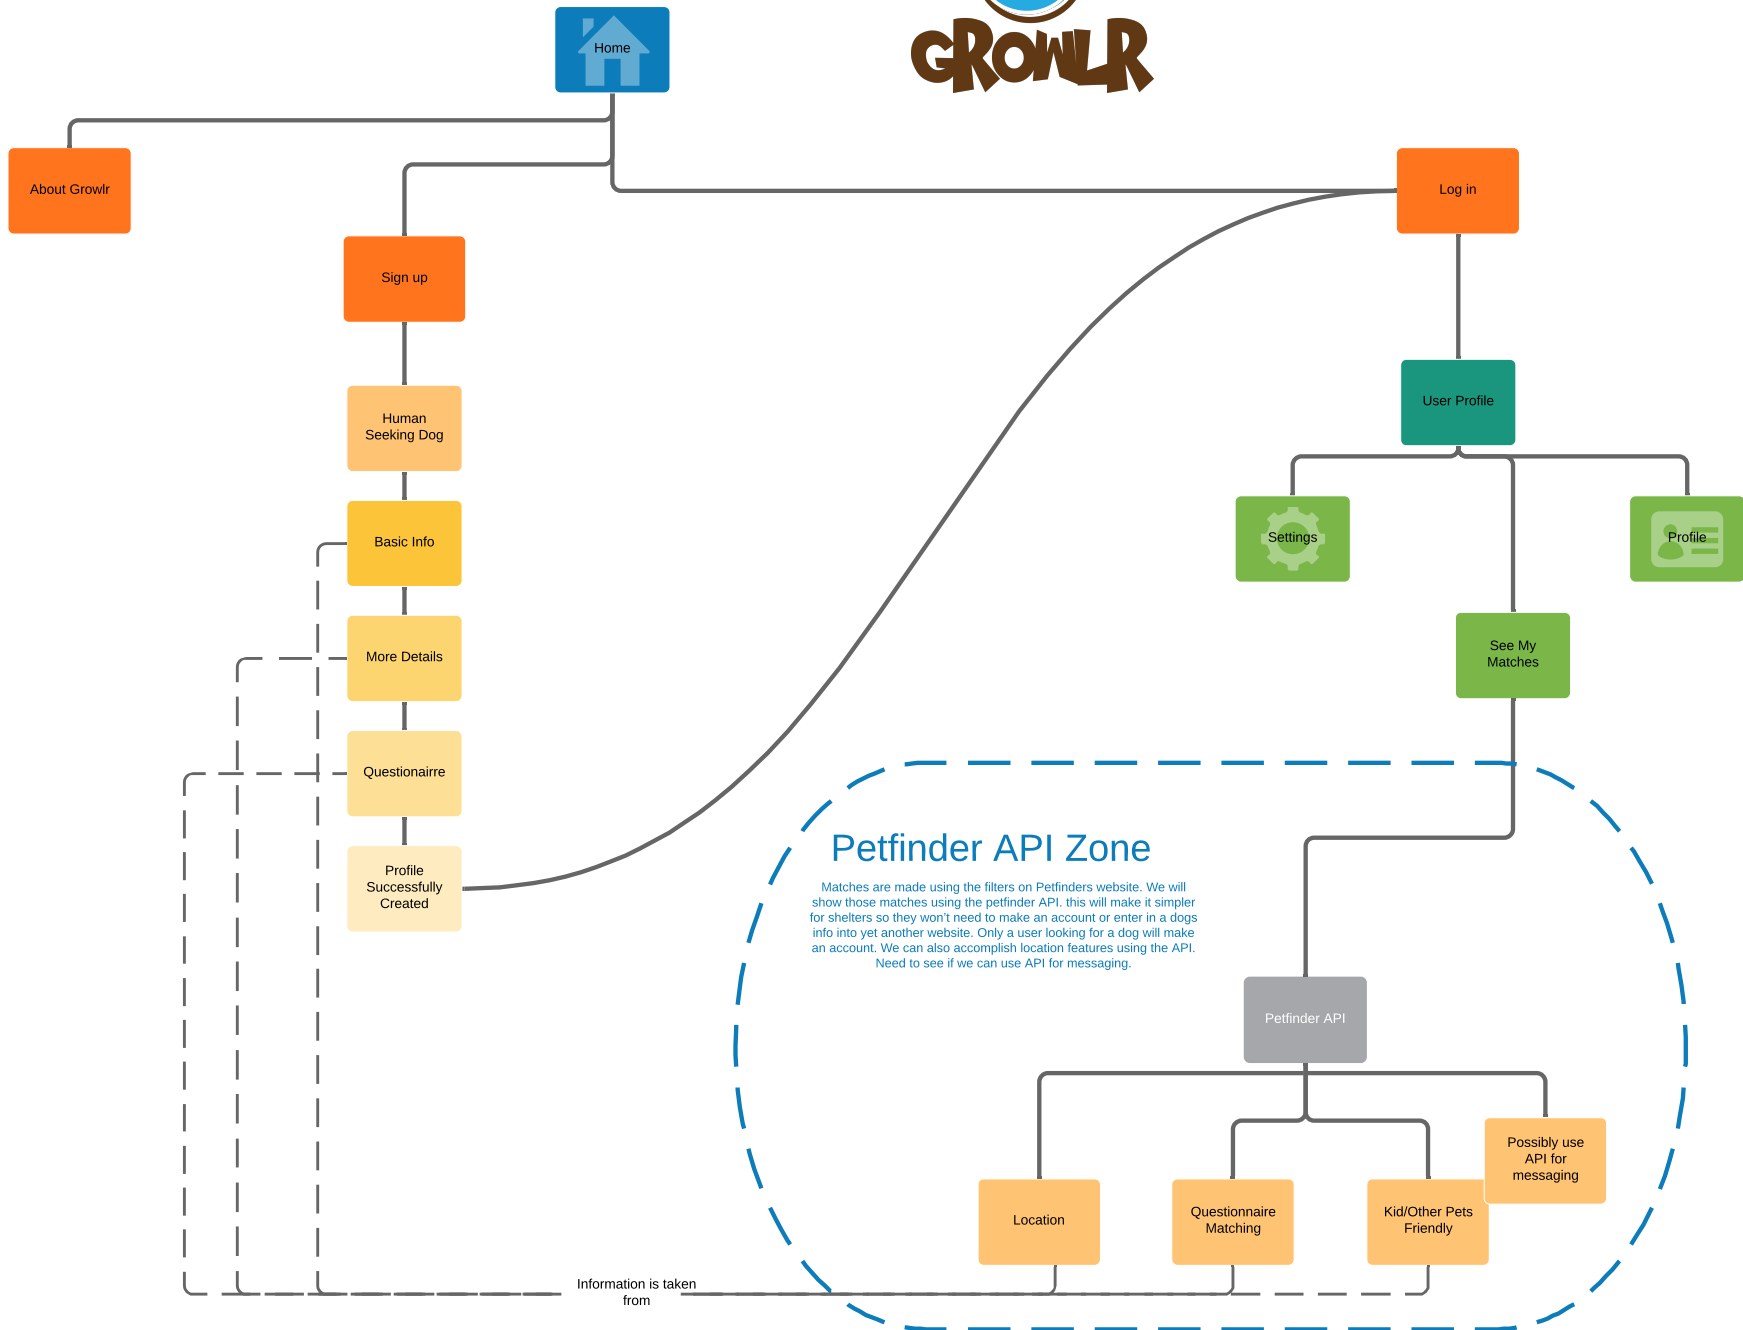 Home
GROWLR
About Growlr
Log in
Sign up
Human
Seeking Dog
User Profile
Basic Info
Settings
Profile
More Details
See My
Matches
Questionairre
Profile
Successfully
Created
Petfinder API Zone
Matches are made using the filters on Petfinders website. We will
show those matches using the petfinder API. this will make it simpler
for shelters so they won't need to make an account or enter in a dogs
info into yet another website. Only a user looking for a dog will make
an account. We can also accomplish location features using the API.
Need to see if we can use API for messaging.
Petfinder API
Possibly use
API for
messaging
Location
Questionnaire
Matching
Kid/Other Pets
Friendly
Information is taken
from